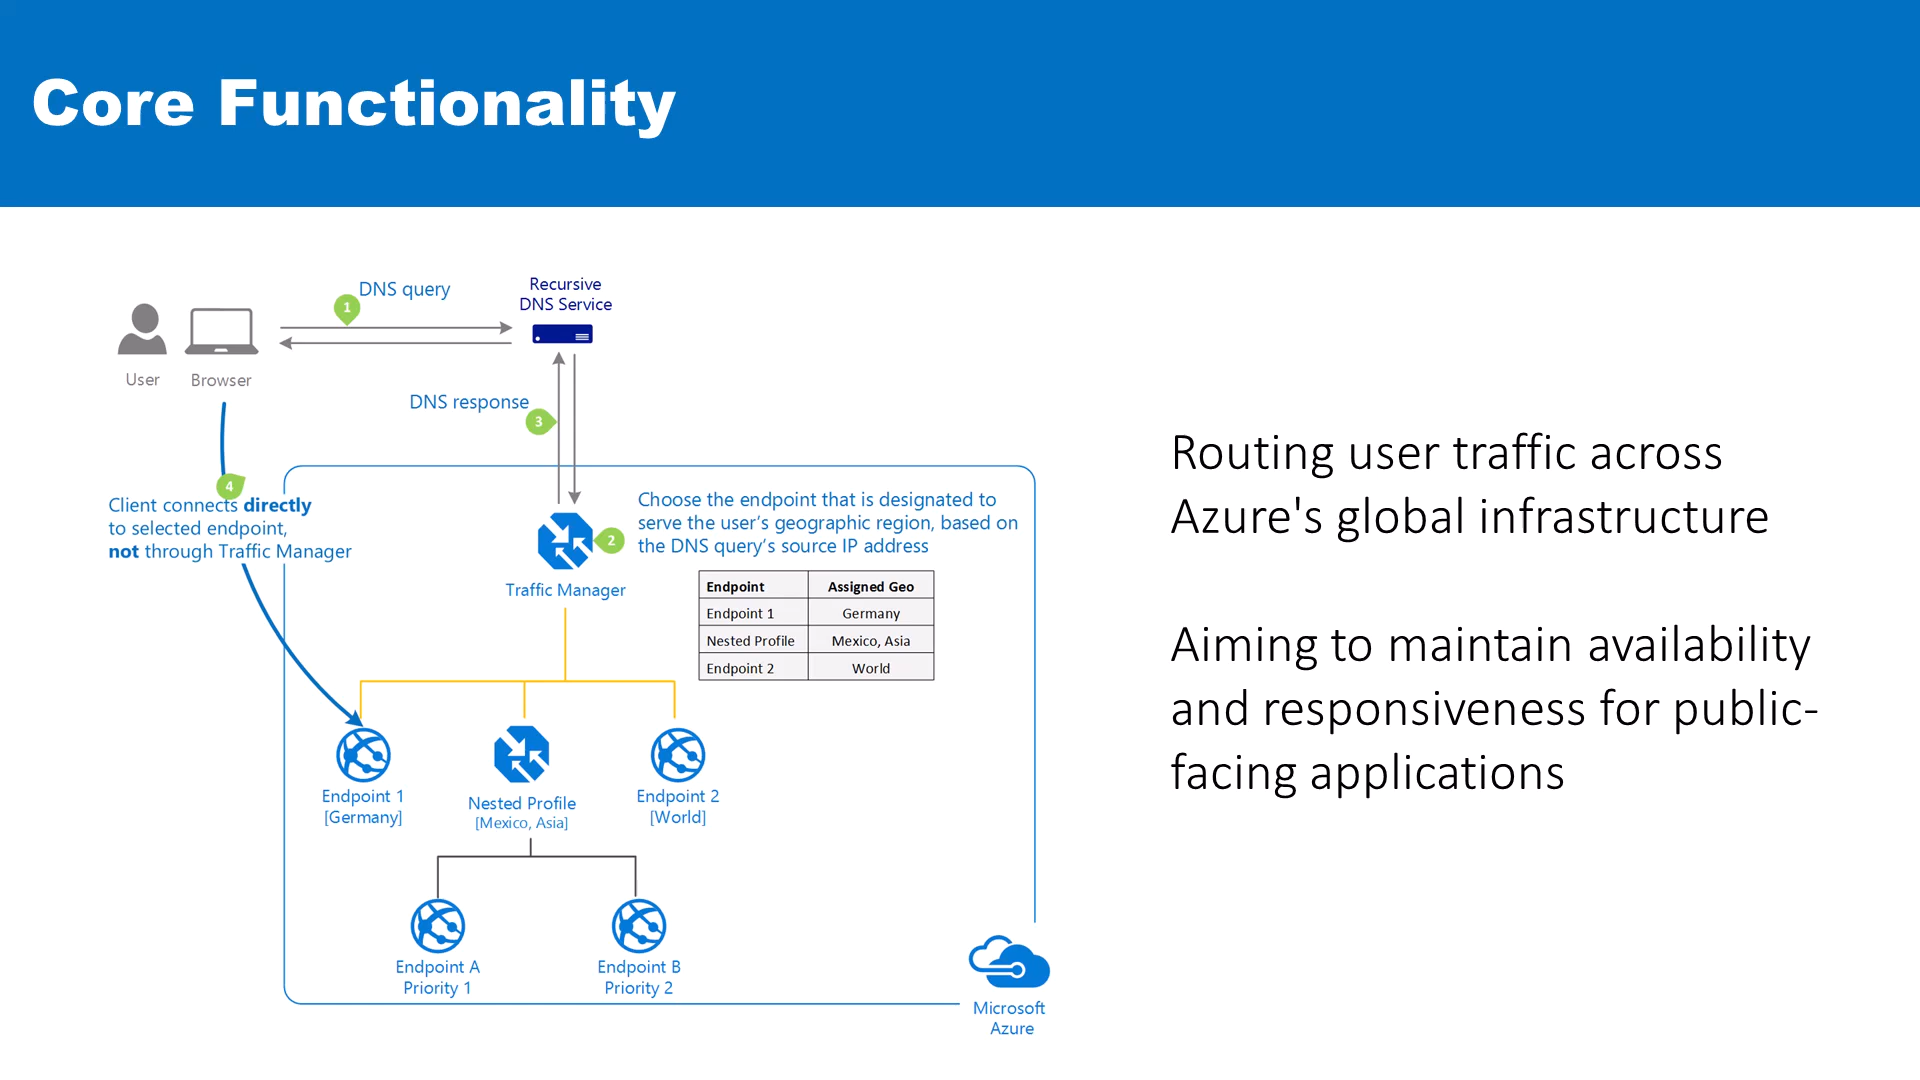 Core Functionality
DNS query
1
Recursive
DNS Service
User
Browser
DNS response
3
4
Client connects directly
to selected endpoint,
not through Traffic Manager
Choose the endpoint that is designated to
serve the user's geographic region, based on
the DNS query's source IP address
2
Traffic Manager
Endpoint Assigned Geo
Endpoint 1 Germany
Nested Profile Mexico, Asia
Endpoint 2 World
Endpoint 1
[Germany]
Nested Profile
[Mexico, Asia]
Endpoint 2
[World]
Endpoint A
Priority 1
Endpoint B
Priority 2
Microsoft
Azure
Routing user traffic across
Azure's global infrastructure
Aiming to maintain availability
and responsiveness for public-
facing applications